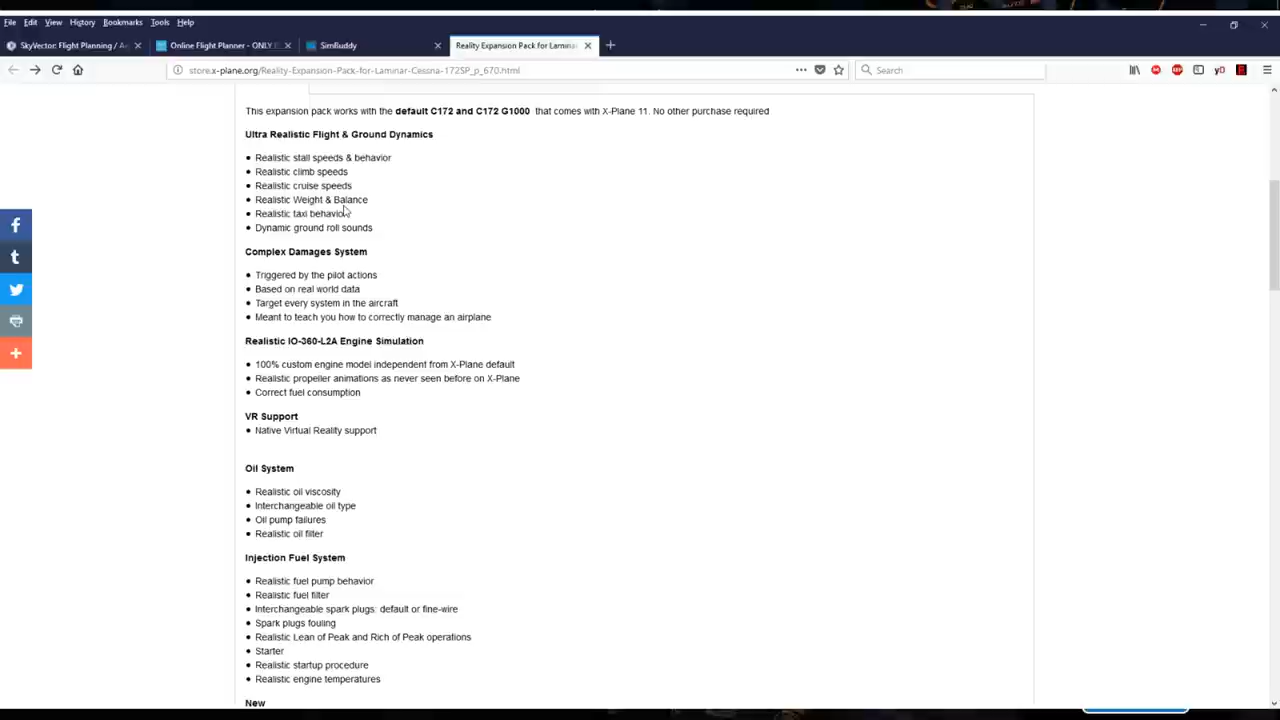 File Edit View History Bookmarks Tools Help
SkyVector: Flight Planning / Ae
Online Flight Planner - ONLY E
SimBuddy
Reality Expansion Pack for Lamina
store.x-plane.org/Reality-Expansion-Pack-for-Laminar-Cessna-172SP_p_670.html
Search
This expansion pack works with the default C172 and C172 G1000 that comes with X-Plane 11. No other purchase required
Ultra Realistic Flight & Ground Dynamics
Realistic stall speeds & behavior
Realistic climb speeds
Realistic cruise speeds
Realistic Weight & Balance
Realistic taxi behavior
Dynamic ground roll sounds
Complex Damages System
Triggered by the pilot actions
Based on real world data
Target every system in the aircraft
Meant to teach you how to correctly manage an airplane
Realistic IO-360-L2A Engine Simulation
100% custom engine model independent from X-Plane default
Realistic propeller animations as never seen before on X-Plane
Correct fuel consumption
VR Support
Native Virtual Reality support
Oil System
Realistic oil viscosity
Interchangeable oil type
Oil pump failures
Realistic oil filter
Injection Fuel System
Realistic fuel pump behavior
Realistic fuel filter
Interchangeable spark plugs: default or fine-wire
Spark plugs fouling
Realistic Lean of Peak and Rich of Peak operations
Starter
Realistic startup procedure
Realistic engine temperatures
New